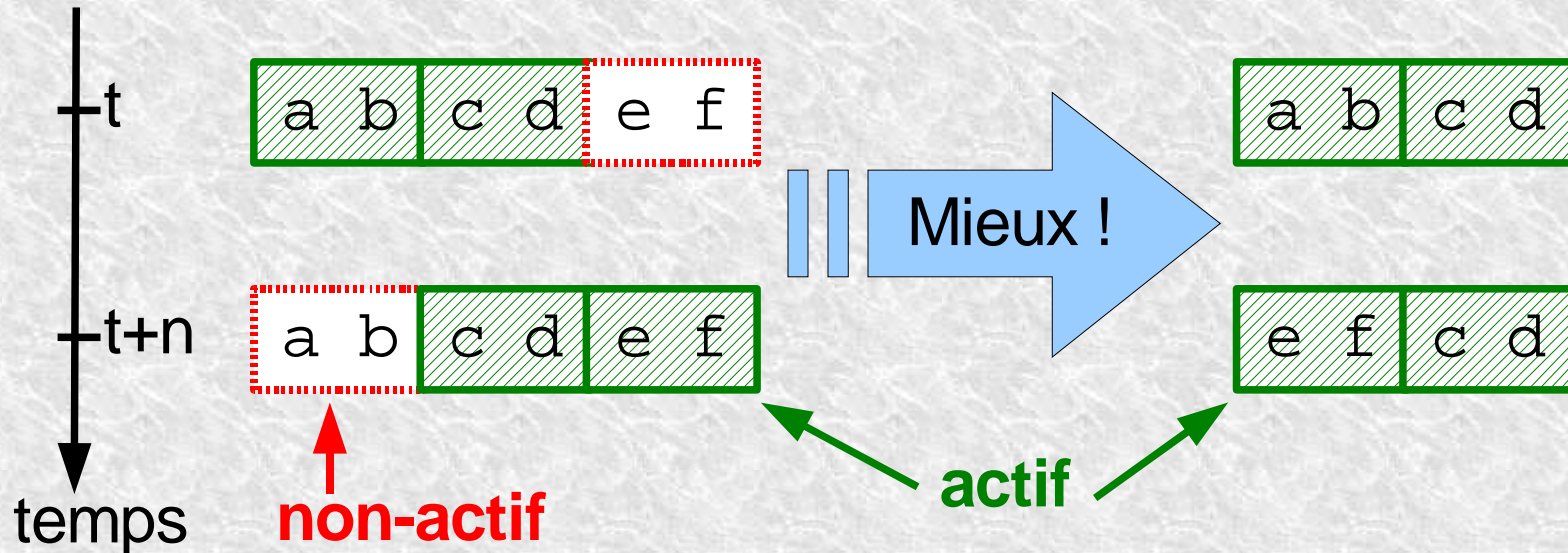 t
a b c d e f
a b c d
Mieux !
t+n
a b c d e f
e f c d
actif
temps
non-actif